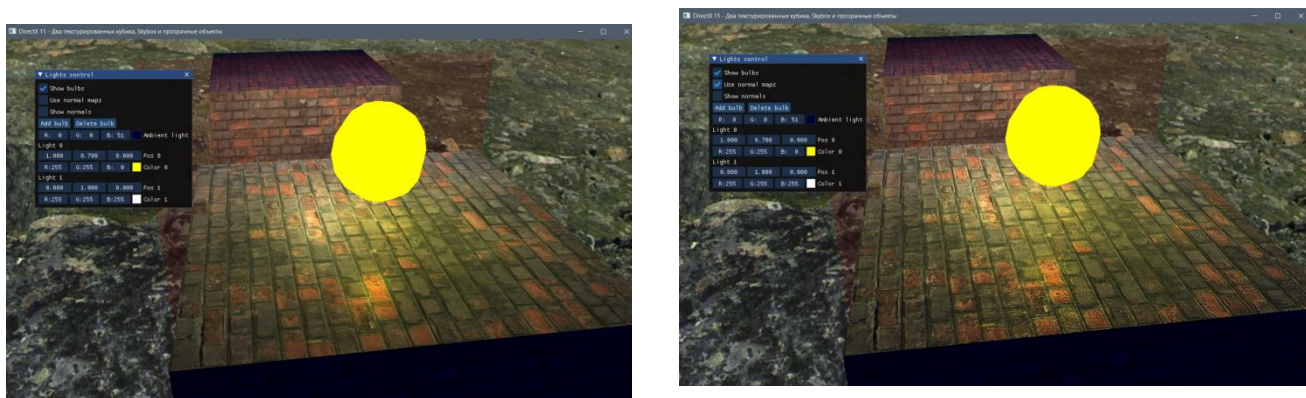 DirectX 11 - Два текстурированных кубика, Skybox и прозрачные объекты
Lights control
Show bulbs
Use normal maps
Show normals
Add bulb Delete bulb
R: 0 G: 0 B: 51 Ambient light
Light 0
1.000 0.700 0.000 Pos 0
R:255 G:255 B: 0 Color 0
Light 1
0.000 1.000 0.000 Pos 1
R:255 G:255 B:255 Color 1
DirectX 11 - Два текстурированных кубика, Skybox и прозрачные объекты
Lights control
Show bulbs
Use normal maps
Show normals
Add bulb Delete bulb
R: 0 G: 0 B: 51 Ambient light
Light 0
1.000 0.700 0.000 Pos 0
R:255 G:255 B: 0 Color 0
Light 1
0.000 1.000 0.000 Pos 1
R:255 G:255 B:255 Color 1